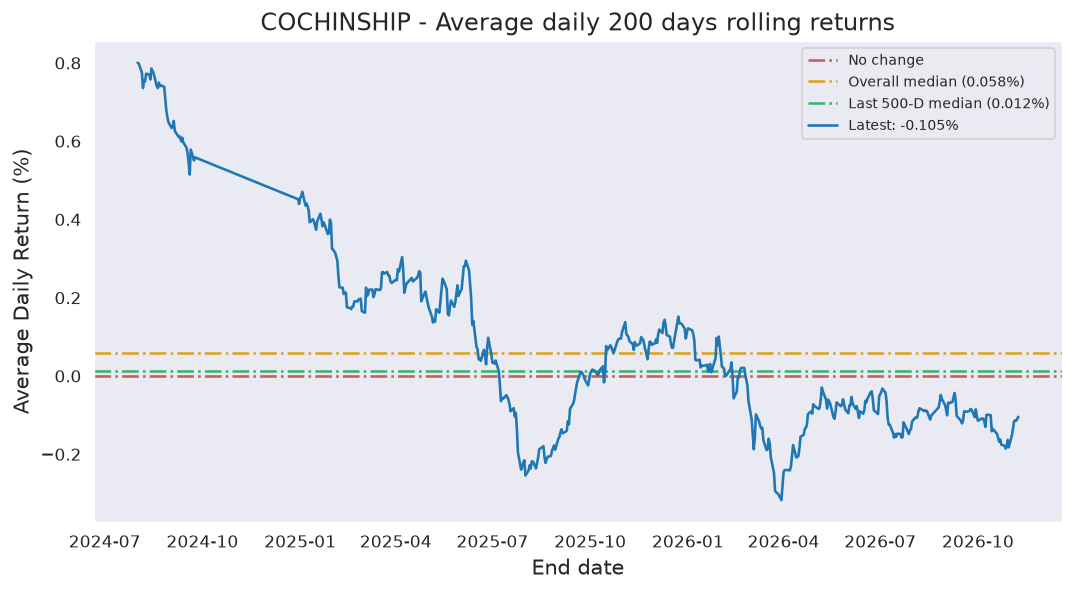 COCHINSHIP - Average daily 200 days rolling returns
No change
Overall median (0.058%)
Last 500-D median (0.012%)
Latest: -0.105%
Average Daily Return (%)
0.8
0.6
0.4
0.2
0.0
−0.2
2024-07 2024-10 2025-01 2025-04 2025-07 2025-10 2026-01 2026-04 2026-07 2026-10
End date